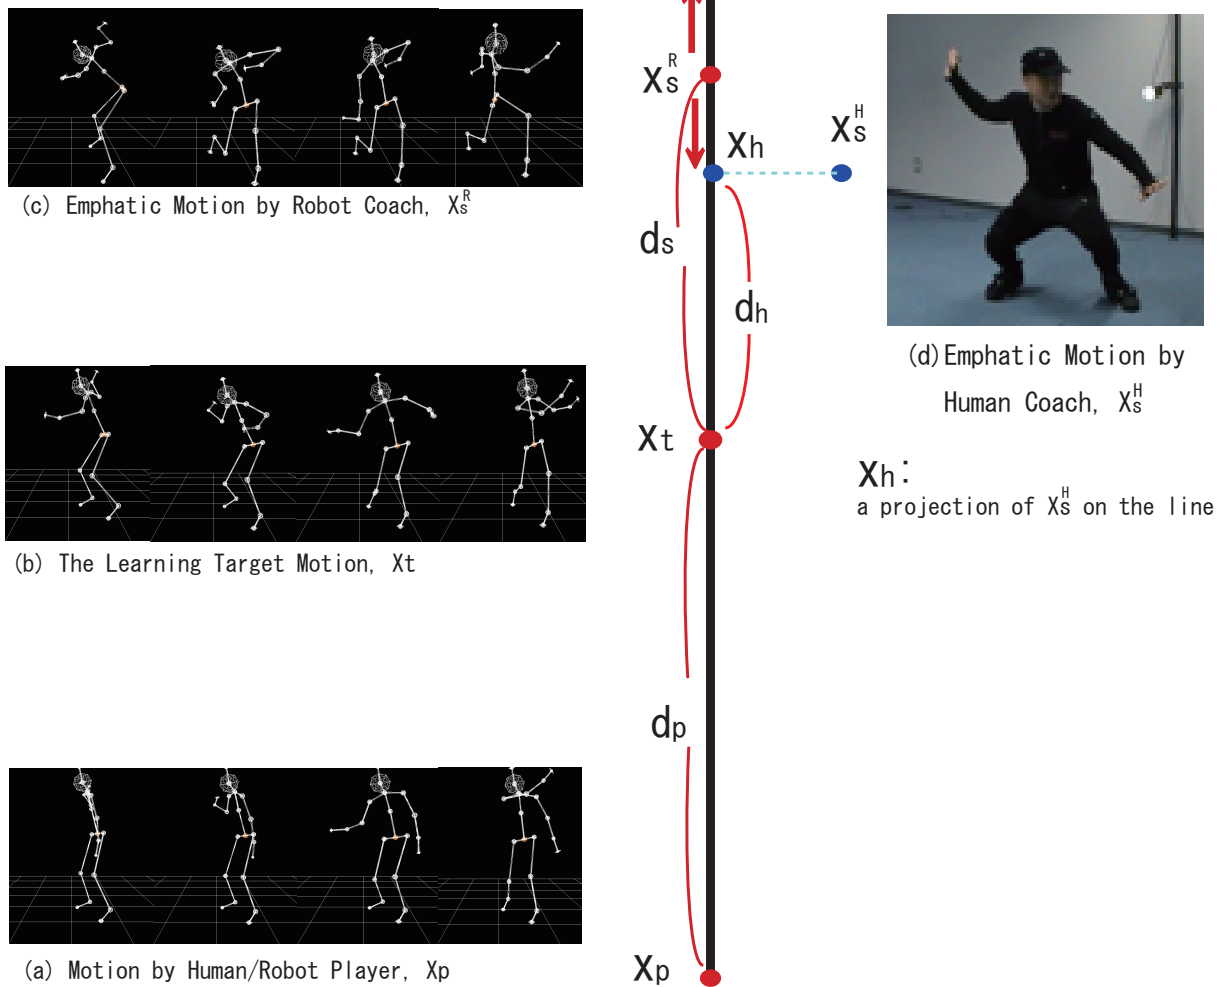 (c) Emphatic Motion by Robot Coach, XsR
(b) The Learning Target Motion, Xt
(a) Motion by Human/Robot Player, Xp
XsR
Xh
XsH
ds
dh
Xt
dp
Xp
(d)Emphatic Motion by
Human Coach, XsH
Xh:
a projection of XsH on the line